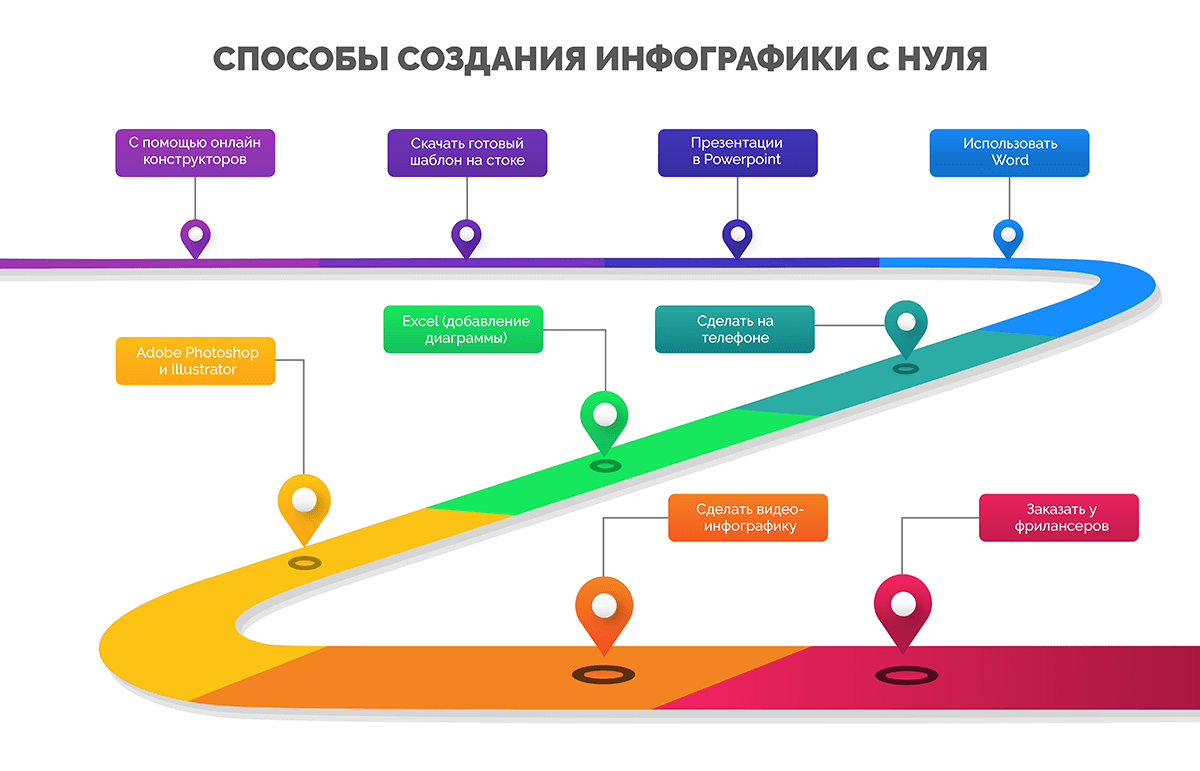 СПОСОБЫ СОЗДАНИЯ ИНФОГРАФИКИ С НУЛЯ
С помощью онлайн
конструкторов
Скачать готовый
шаблон на стоке
Презентации
в Powerpoint
Использовать
Word
Сделать на
телефоне
Excel (добавление
диаграммы)
Adobe Photoshop
и Illustrator
Сделать видео-
инфографику
Заказать у
фрилансеров